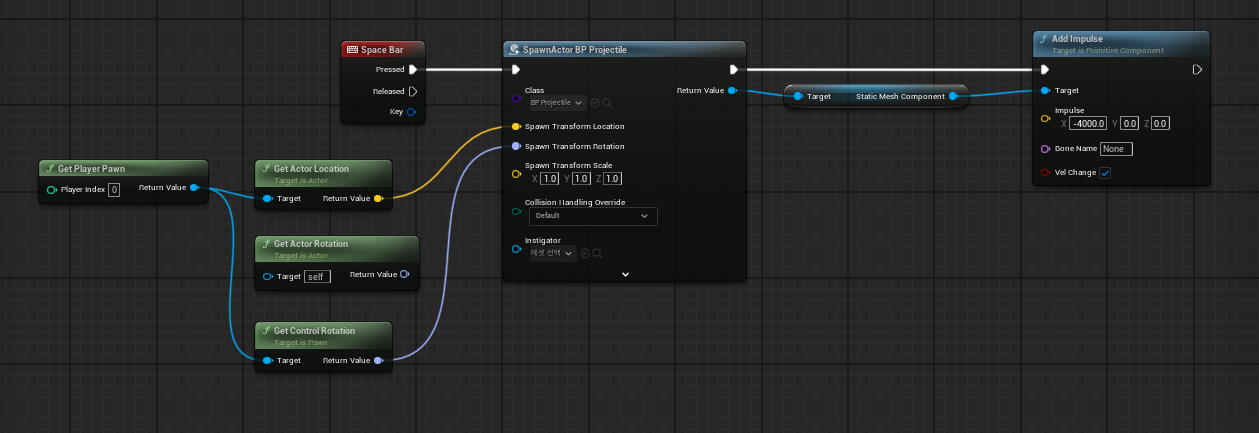 Space Bar
Pressed
Released
Key
SpawnActor BP Projectile
Class
BP Projectile
Return Value
Spawn Transform Location
Spawn Transform Rotation
Spawn Transform Scale
X 1.0 Y 1.0 Z 1.0
Collision Handling Override
Default
Instigator
에셋 선택
Target Static Mesh Component
Add Impulse
Target is Primitive Component
Target
Impulse
X -4000.0 Y 0.0 Z 0.0
Bone Name None
Vel Change
Get Player Pawn
Player Index 0 Return Value
Get Actor Location
Target is Actor
Target Return Value
Get Actor Rotation
Target is Actor
Target self Return Value
Get Control Rotation
Target is Pawn
Target Return Value